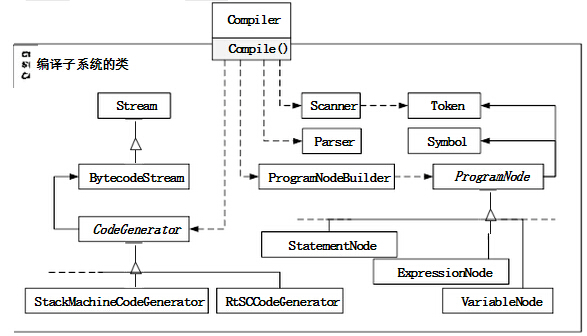 Compiler
Compile()
编译子系统的类
Stream
Scanner
Token
Parser
Symbol
BytecodeStream
ProgramNodeBuilder
ProgramNode
CodeGenerator
StatementNode
ExpressionNode
StackMachineCodeGenerator
RtSCCodeGenerator
VariableNode